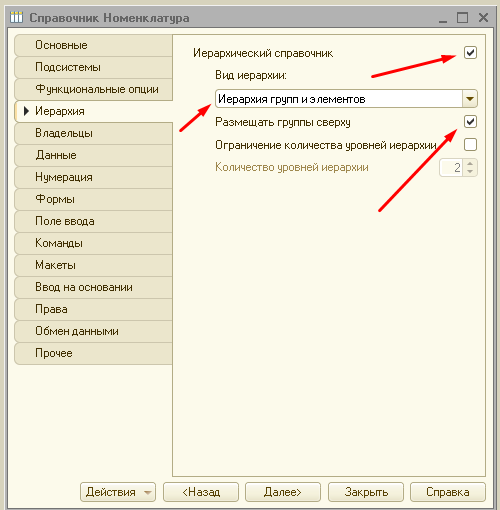 Справочник Номенклатура
Основные
Подсистемы
Функциональные опции
Иерархия
Владельцы
Данные
Нумерация
Формы
Поле ввода
Команды
Макеты
Ввод на основании
Права
Обмен данными
Прочее
Иерархический справочник
Вид иерархии:
Иерархия групп и элементов
Размещать группы сверху
Ограничение количества уровней иерархии
Количество уровней иерархии 2
Действия <Назад Далее> Закрыть Справка